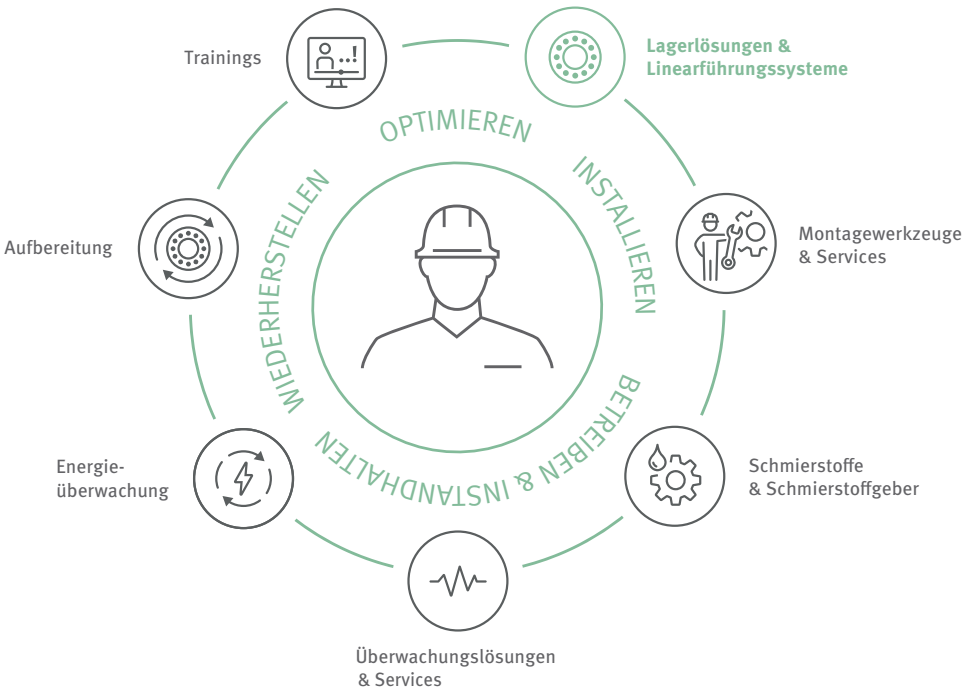 Trainings
Lagerlösungen &
Linearführungssysteme
OPTIMIEREN
INSTALLIEREN
BETREIBEN & INSTANDHALTEN
WIEDERHERSTELLEN
Aufbereitung
Montagewerkzeuge
& Services
Energie-
überwachung
Schmierstoffe
& Schmierstoffgeber
Überwachungslösungen
& Services